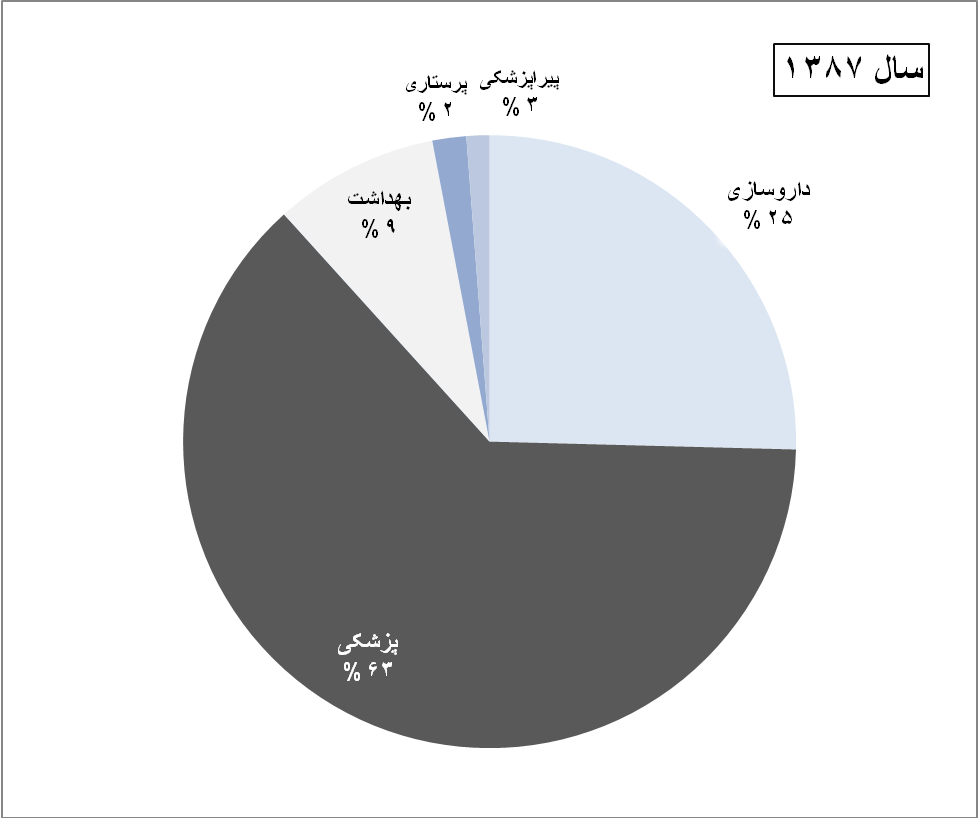 سال ۱۳۸۷
پیراپزشکی
% ۳
پرستاری
% ۲
داروسازی
% ۲۵
بهداشت
% ۹
پزشکی
% ۶۳